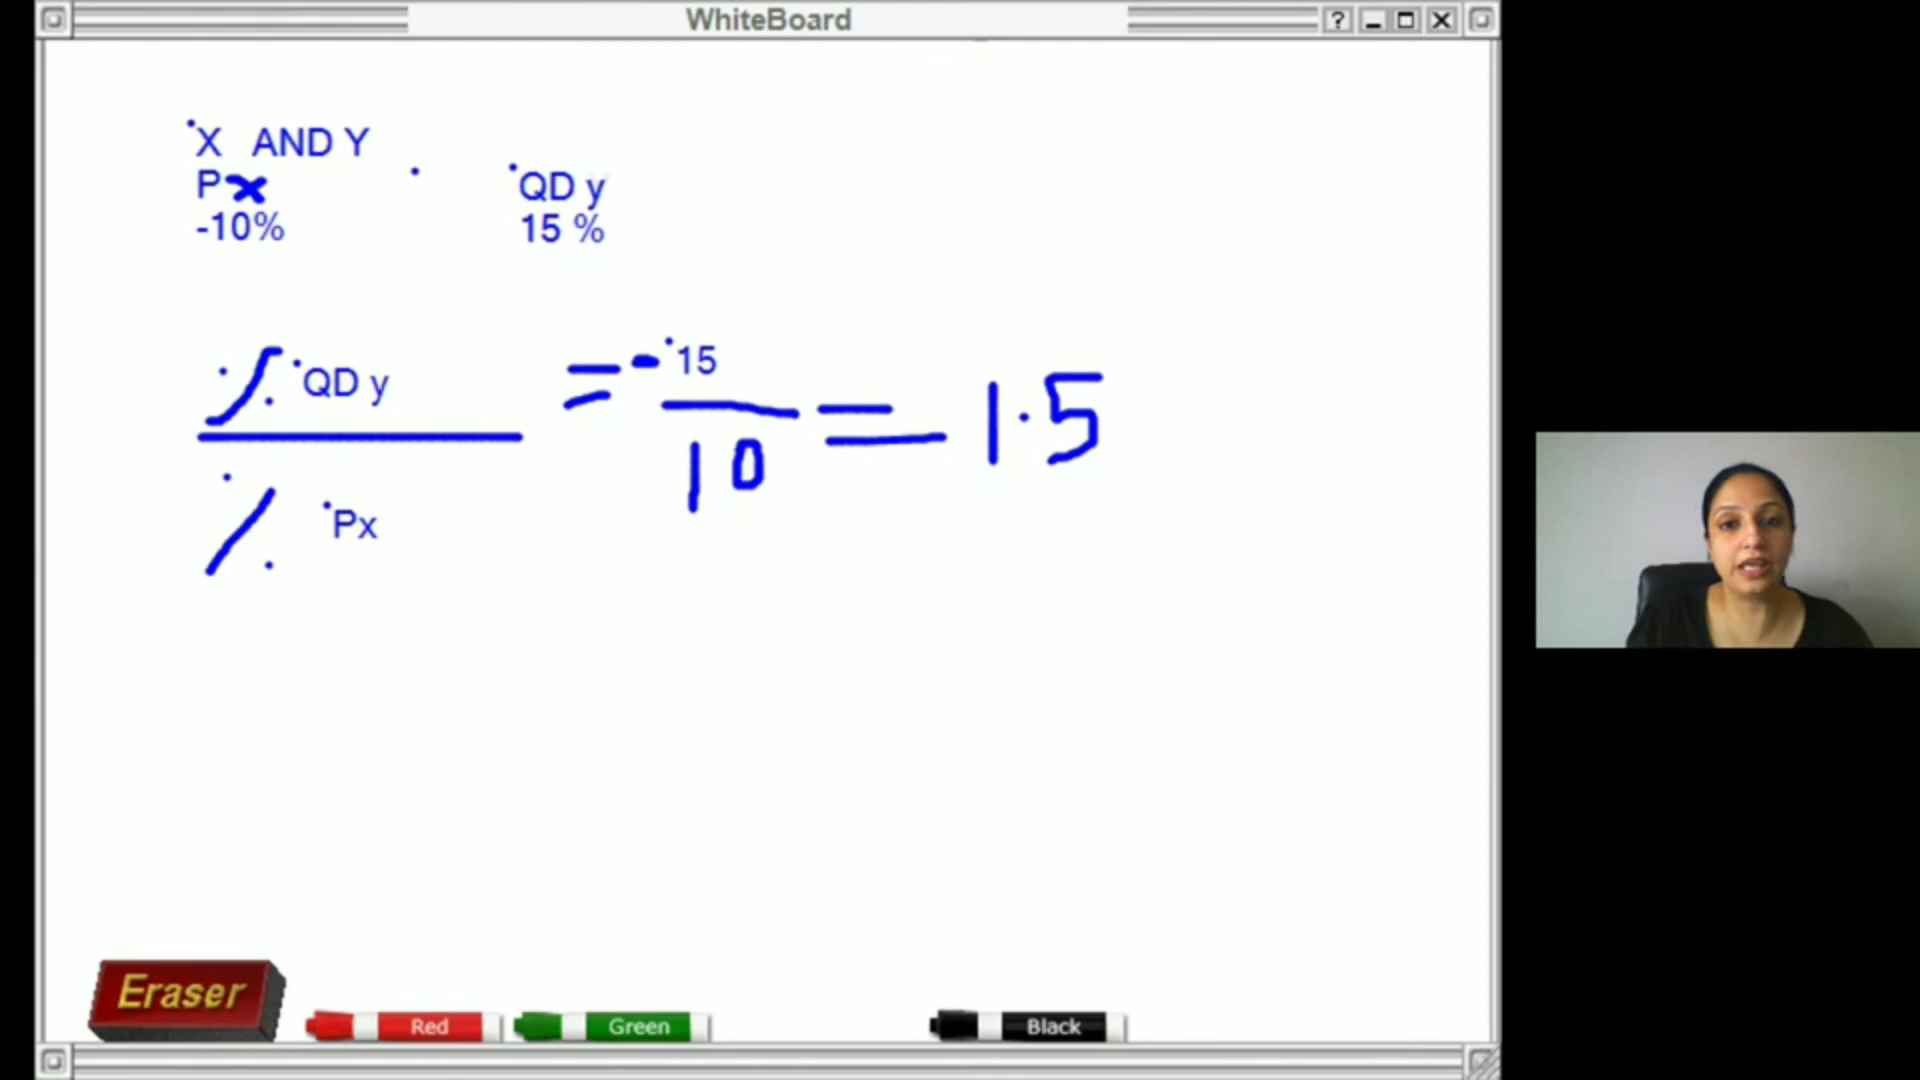 WhiteBoard
X AND Y
Px QD y
-10% 15 %
% QD y = -15
10 = 1.5
% Px
Eraser
Red Green Black